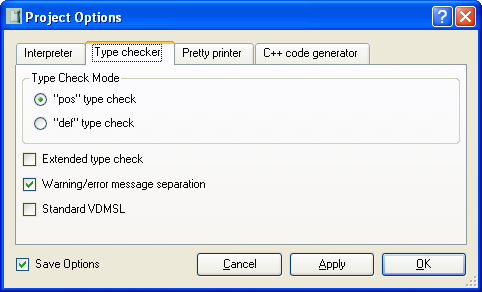 Project Options
Interpreter Type checker Pretty printer C++ code generator
Type Check Mode
"pos" type check
"def" type check
Extended type check
Warning/error message separation
Standard VDMSL
Save Options Cancel Apply OK